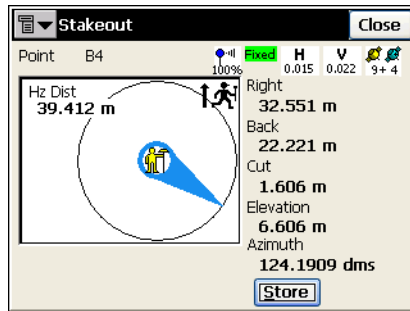 Stakeout
Close
Point B4
100%
Fixed
H
0.015
V
0.022
9+ 4
Hz Dist
39.412 m
Right
32.551 m
Back
22.221 m
Cut
1.606 m
Elevation
6.606 m
Azimuth
124.1909 dms
Store